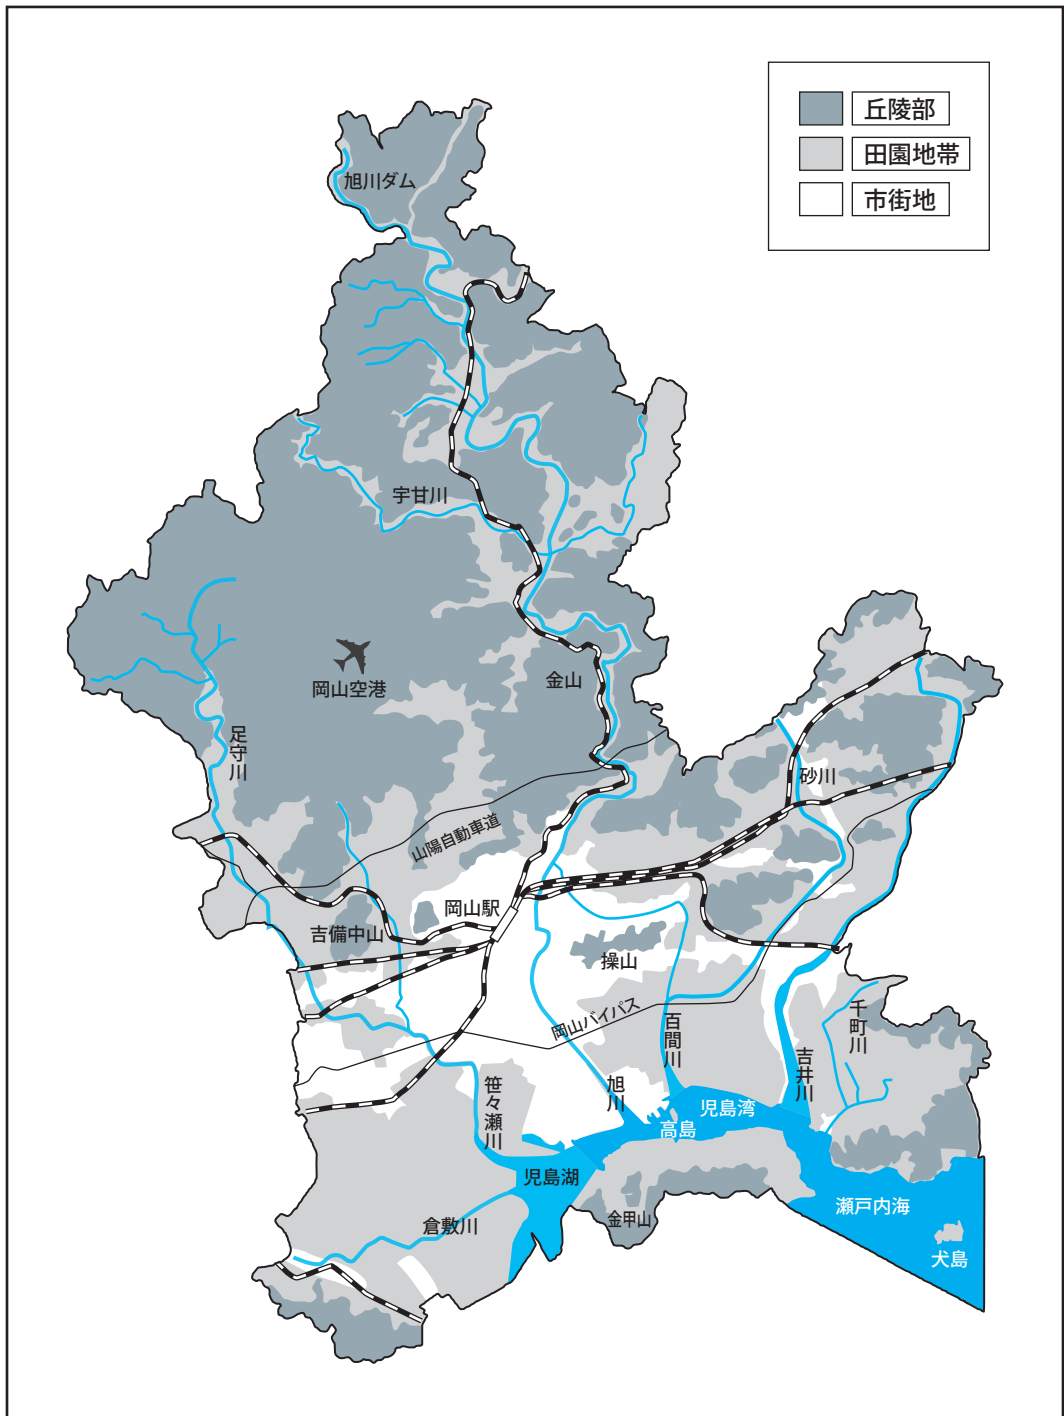 丘陵部
田園地帯
市街地
旭川ダム
宇甘川
金山
岡山空港
足守川
砂川
山陽自動車道
岡山駅
吉備中山
操山
岡山バイパス
百間川
千町川
吉井川
旭川
笹々瀬川
児島湾
高島
児島湖
瀬戸内海
金甲山
倉敷川
犬島